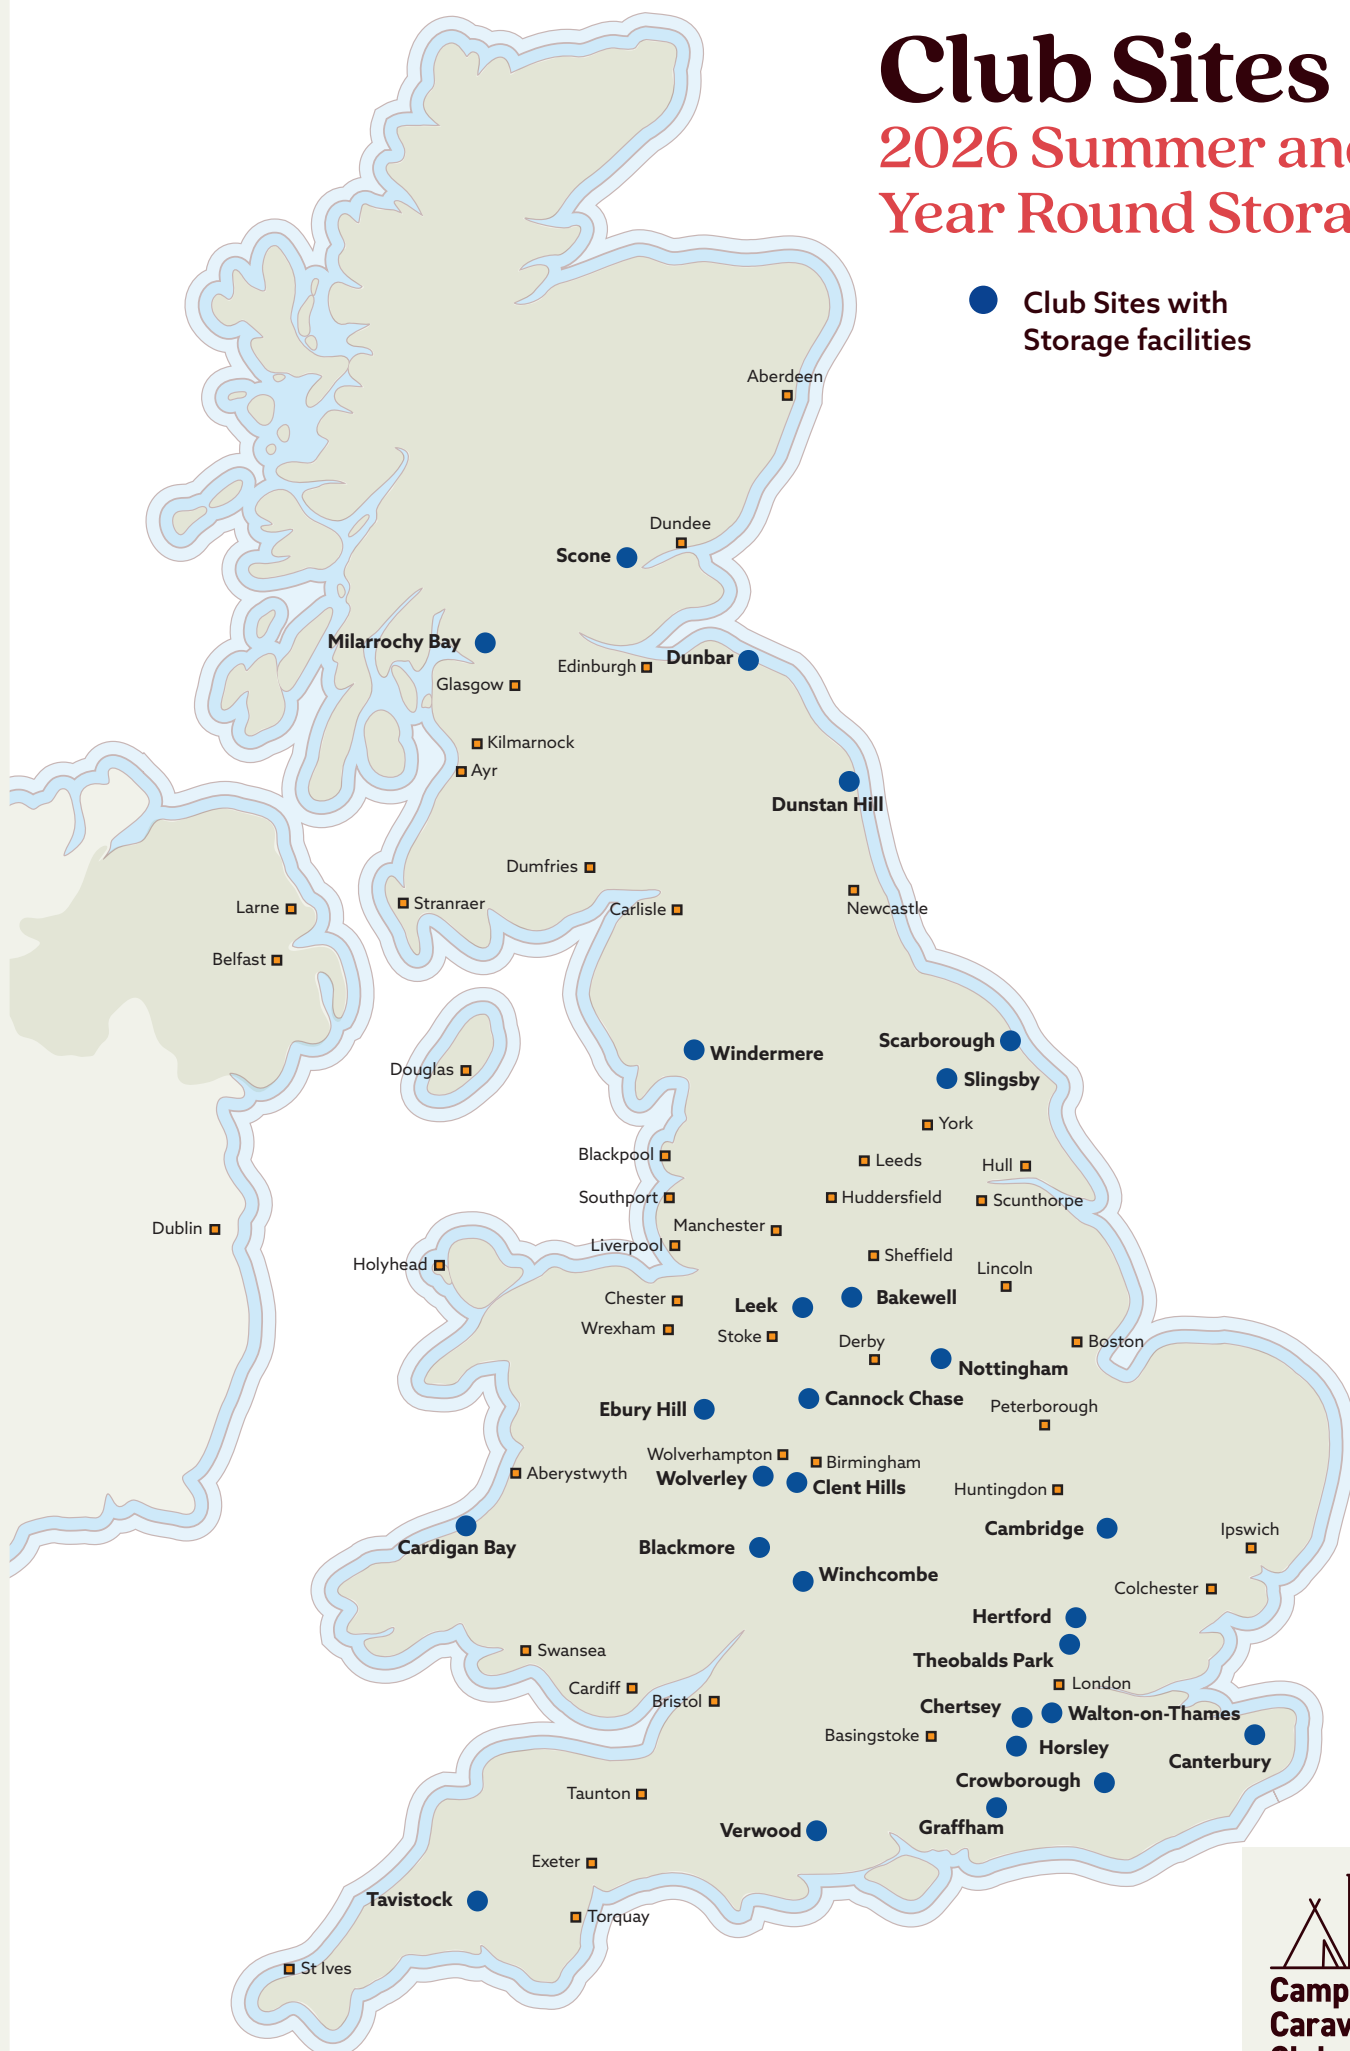 Club Sites
2026 Summer and
Year Round Stora
Club Sites with
Storage facilities
Aberdeen
Dundee
Scone
Milarrochy Bay
Edinburgh
Dunbar
Glasgow
Kilmarnock
Ayr
Dunstan Hill
Dumfries
Stranraer
Larne
Carlisle
Newcastle
Belfast
Scarborough
Windermere
Douglas
Slingsby
York
Blackpool
Leeds
Hull
Southport
Huddersfield
Scunthorpe
Dublin
Manchester
Liverpool
Sheffield
Holyhead
Lincoln
Chester
Leek
Bakewell
Wrexham
Stoke
Derby
Boston
Nottingham
Cannock Chase
Ebury Hill
Peterborough
Wolverhampton
Birmingham
Aberystwyth
Wolverley
Clent Hills
Huntingdon
Cambridge
Ipswich
Cardigan Bay
Blackmore
Winchcombe
Colchester
Hertford
Swansea
Theobalds Park
Cardiff
London
Bristol
Chertsey
Walton-on-Thames
Basingstoke
Horsley
Canterbury
Crowborough
Taunton
Graffham
Verwood
Exeter
Tavistock
Torquay
St Ives
Camp
Carav